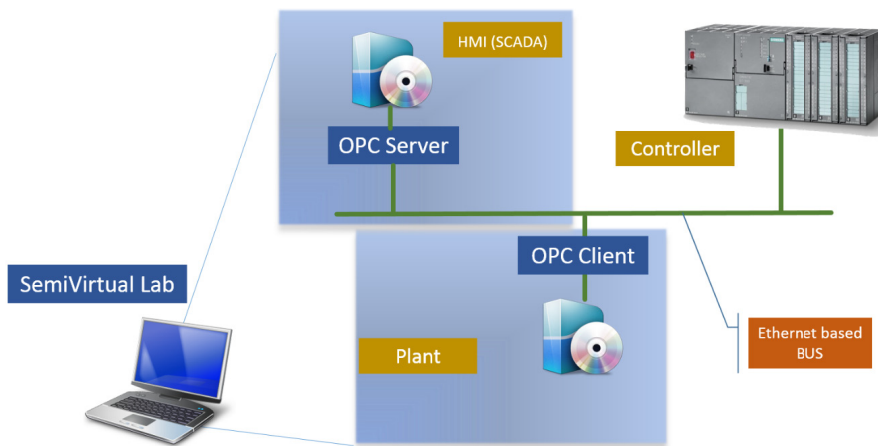 HMI (SCADA)
OPC Server
Controller
OPC Client
SemiVirtual Lab
Plant
Ethernet based
BUS